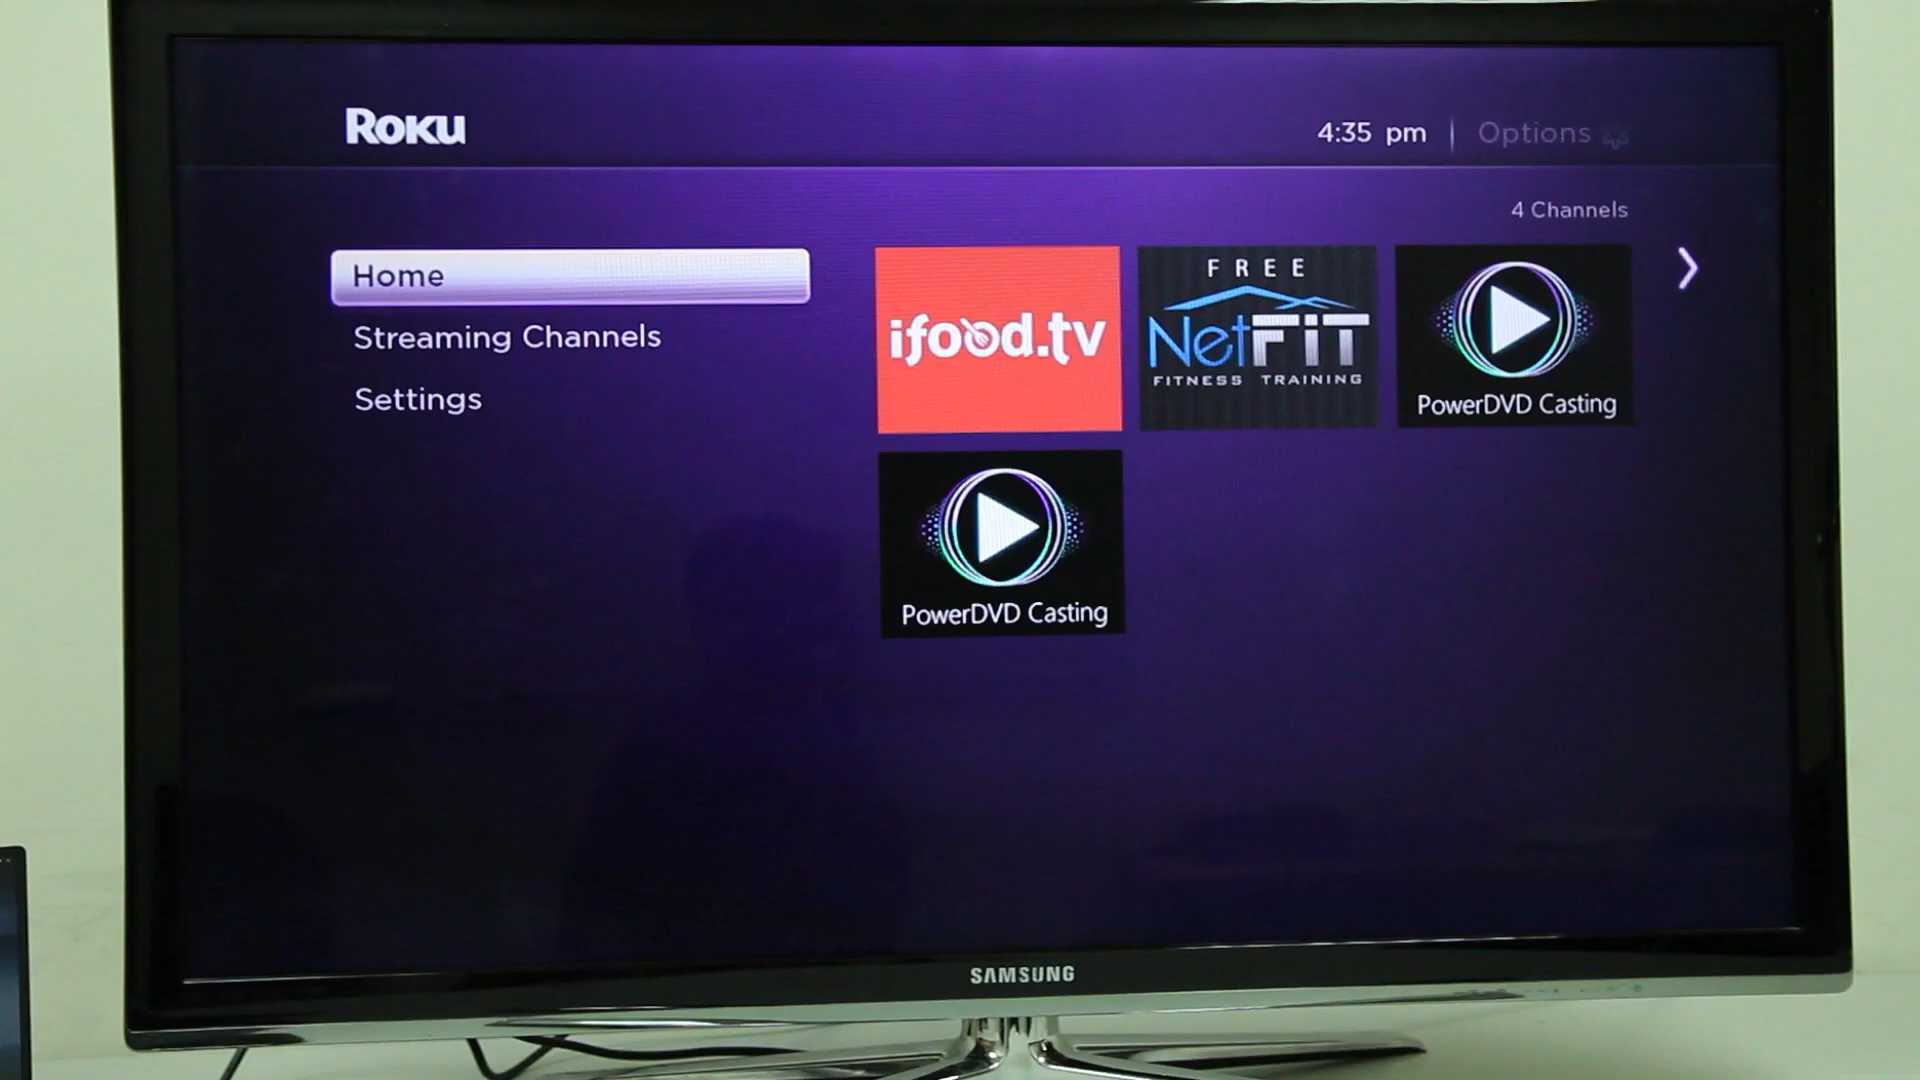 Roku
4:35 pm
Options
4 Channels
Home
Streaming Channels
Settings
ifood.tv
FREE
NetFiT
FITNESS TRAINING
PowerDVD Casting
PowerDVD Casting
SAMSUNG